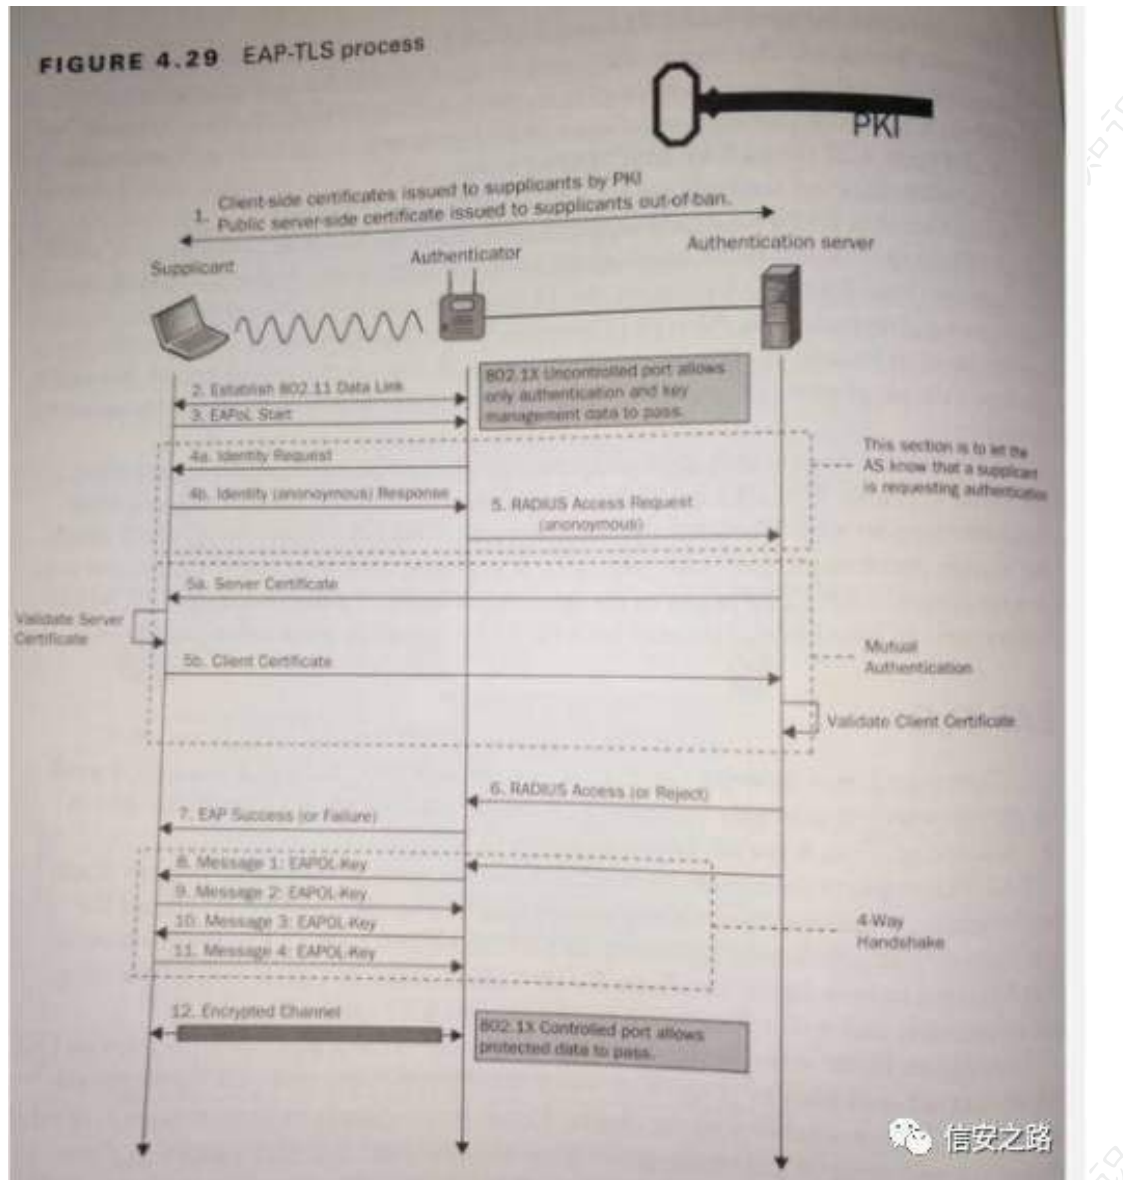 FIGURE 4.29 EAP-TLS process
PKI
1. Client-side certificates issued to supplicants by PKI
Public server-side certificate issued to supplicants out-of-ban.
Supplicant
Authenticator
Authentication server
2. Establish 802.11 Data Link
802.1X Uncontrolled port allows
only authentication and key
management data to pass.
3. EAPoL Start
4a. Identity Request
This section is to let the
AS know that a supplicant
is requesting authentication
4b. Identity (anonoymous) Response
5. RADIUS Access Request
(anonoymous)
5a. Server Certificate
Validate Server
Certificate
5b. Client Certificate
Mutual
Authentication
Validate Client Certificate
6. RADIUS Access (or Reject)
7. EAP Success (or Failure)
8. Message 1: EAPOL-Key
9. Message 2: EAPOL-Key
10. Message 3: EAPOL-Key
11. Message 4: EAPOL-Key
4-Way
Handshake
12. Encrypted Channel
802.1X Controlled port allows
protected data to pass.
信安之路